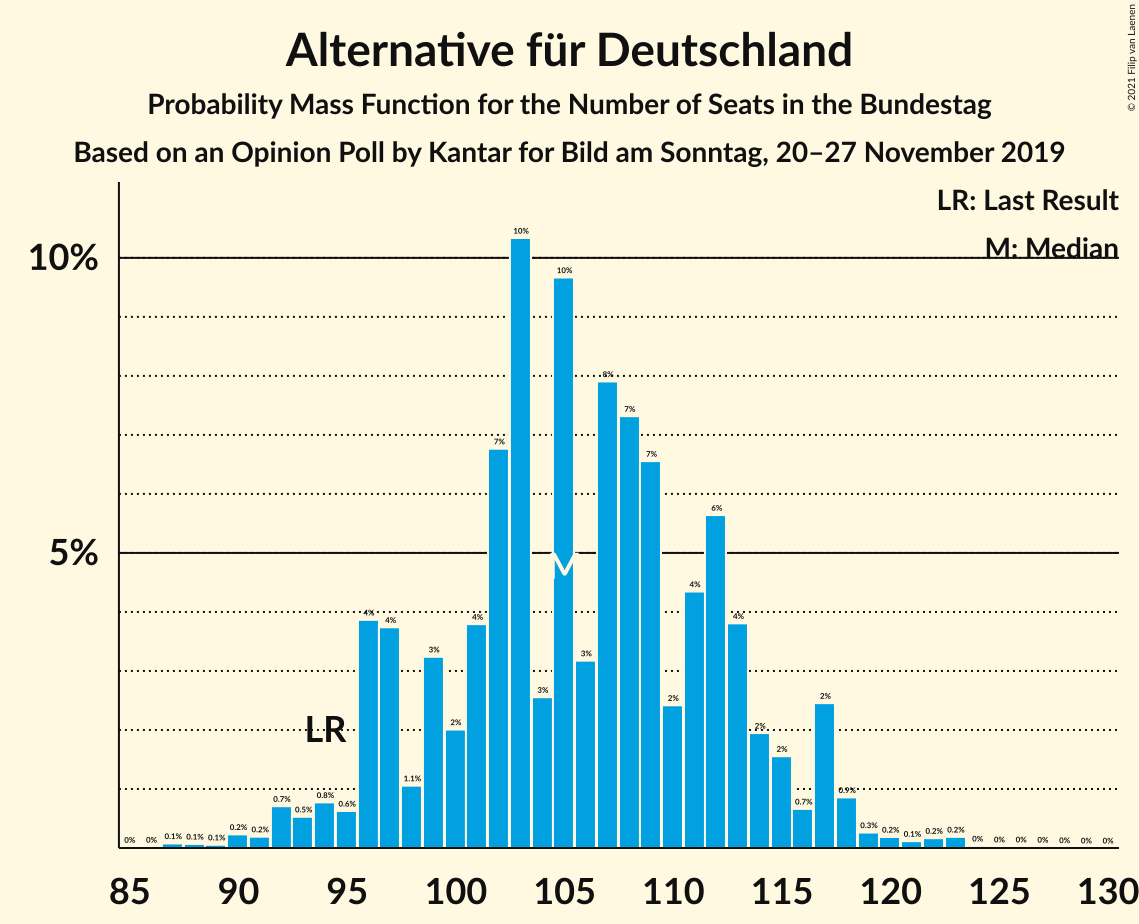 Alternative für Deutschland
Probability Mass Function for the Number of Seats in the Bundestag
Based on an Opinion Poll by Kantar for Bild am Sonntag, 20–27 November 2019
© 2021 Filip van Laenen
LR: Last Result
M: Median
10%
5%
0% 0% 0.1% 0.1% 0.1% 0.2% 0.2% 0.7% 0.5% 0.8% 0.6% 4% 4% 1.1% 3% 2% 4% 7% 10% 3% 10% 3% 8% 7% 7% 2% 4% 6% 4% 2% 2% 0.7% 2% 0.9% 0.3% 0.2% 0.1% 0.2% 0.2% 0% 0% 0% 0% 0% 0% 0%
M
LR
85 90 95 100 105 110 115 120 125 130